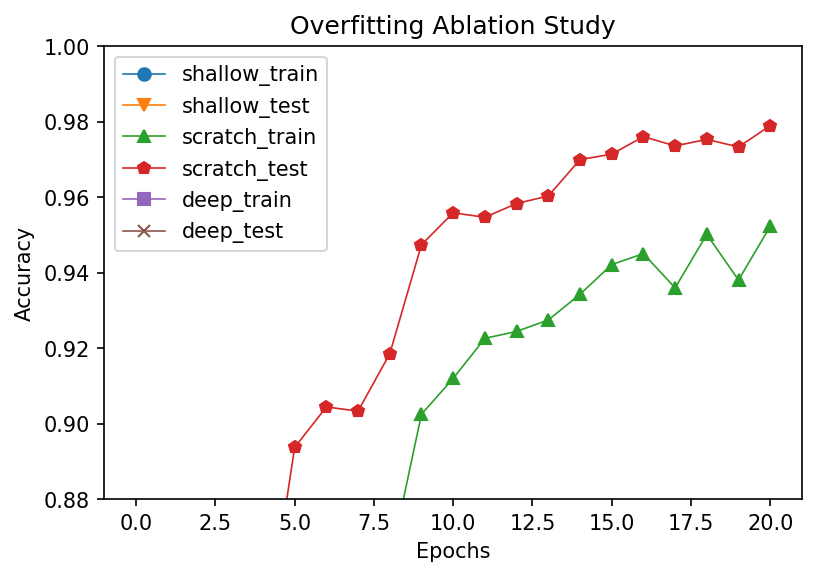 Overfitting Ablation Study
1.00
0.98
0.96
0.94
0.92
0.90
0.88
Accuracy
shallow_train
shallow_test
scratch_train
scratch_test
deep_train
deep_test
0.0 2.5 5.0 7.5 10.0 12.5 15.0 17.5 20.0
Epochs